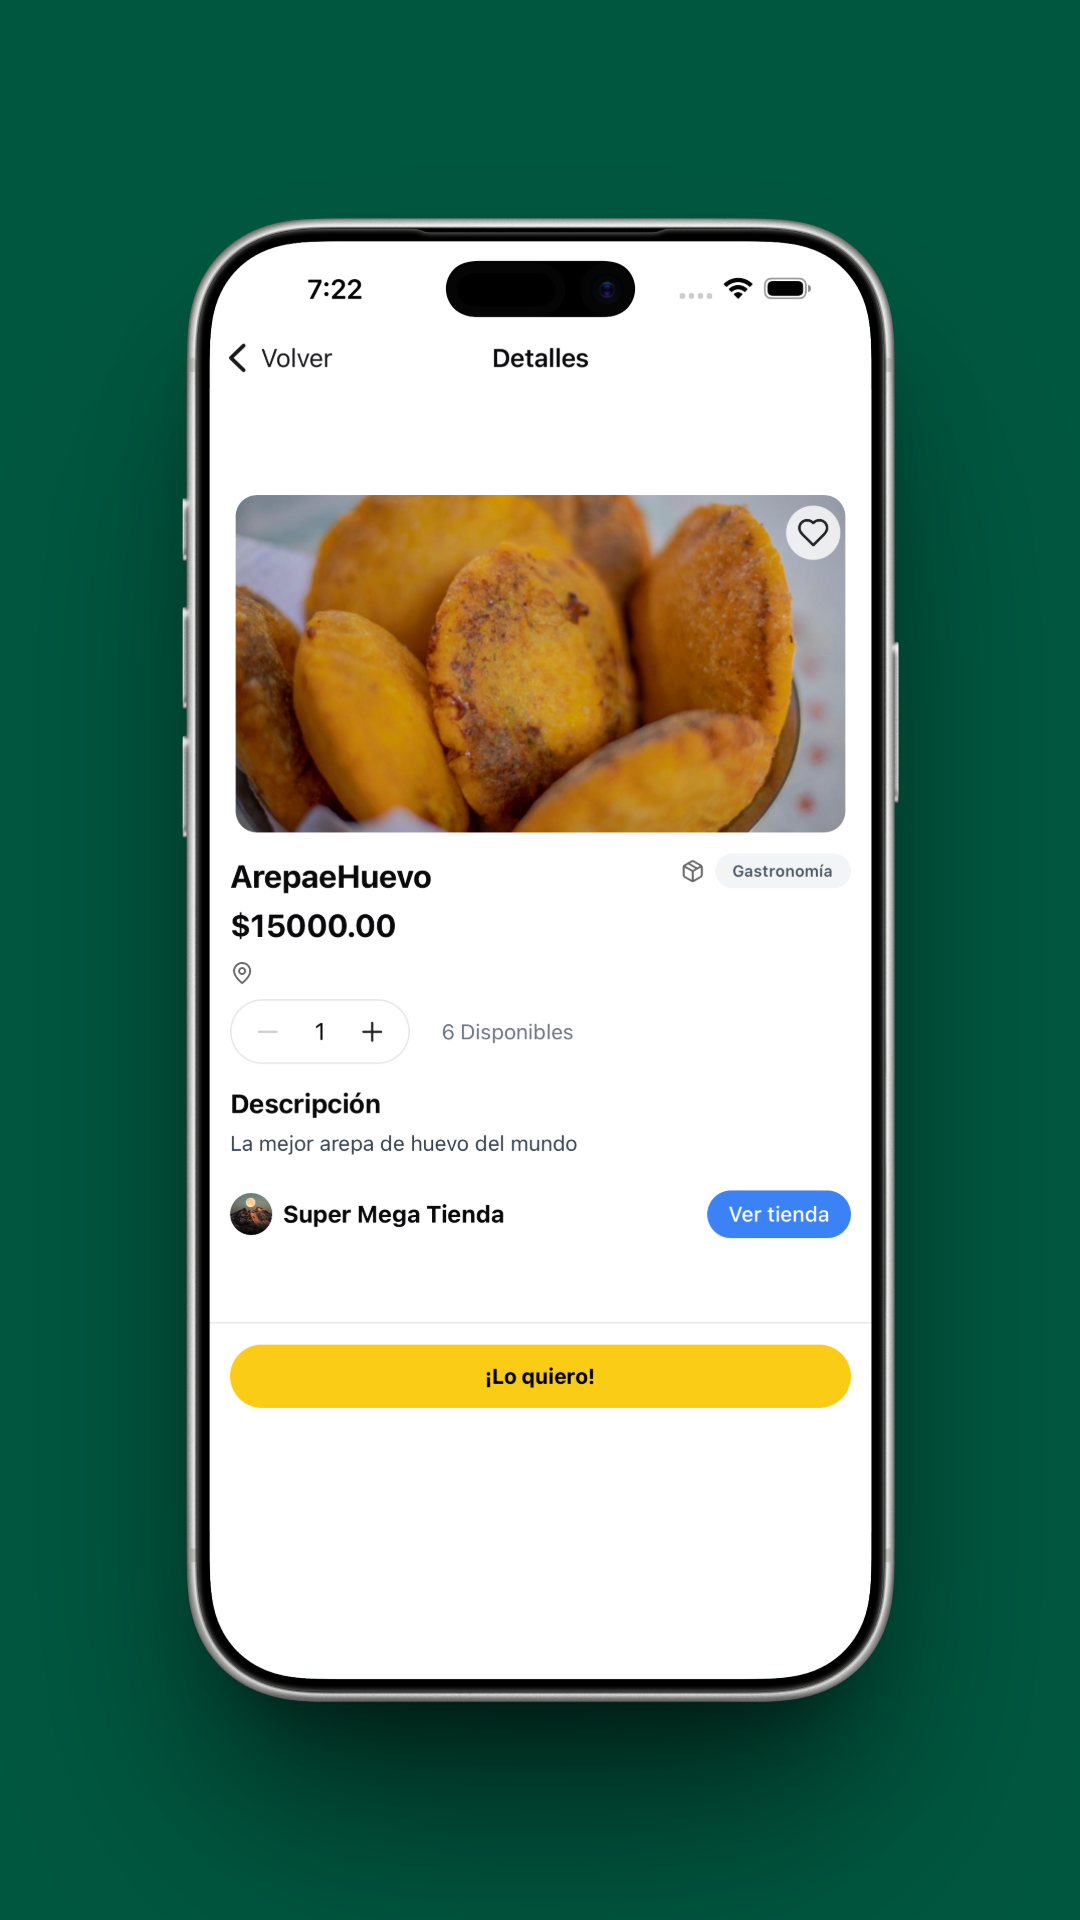 7:22
Volver
Detalles
ArepaeHuevo
Gastronomía
$15000.00
1
6 Disponibles
Descripción
La mejor arepa de huevo del mundo
Super Mega Tienda
Ver tienda
¡Lo quiero!